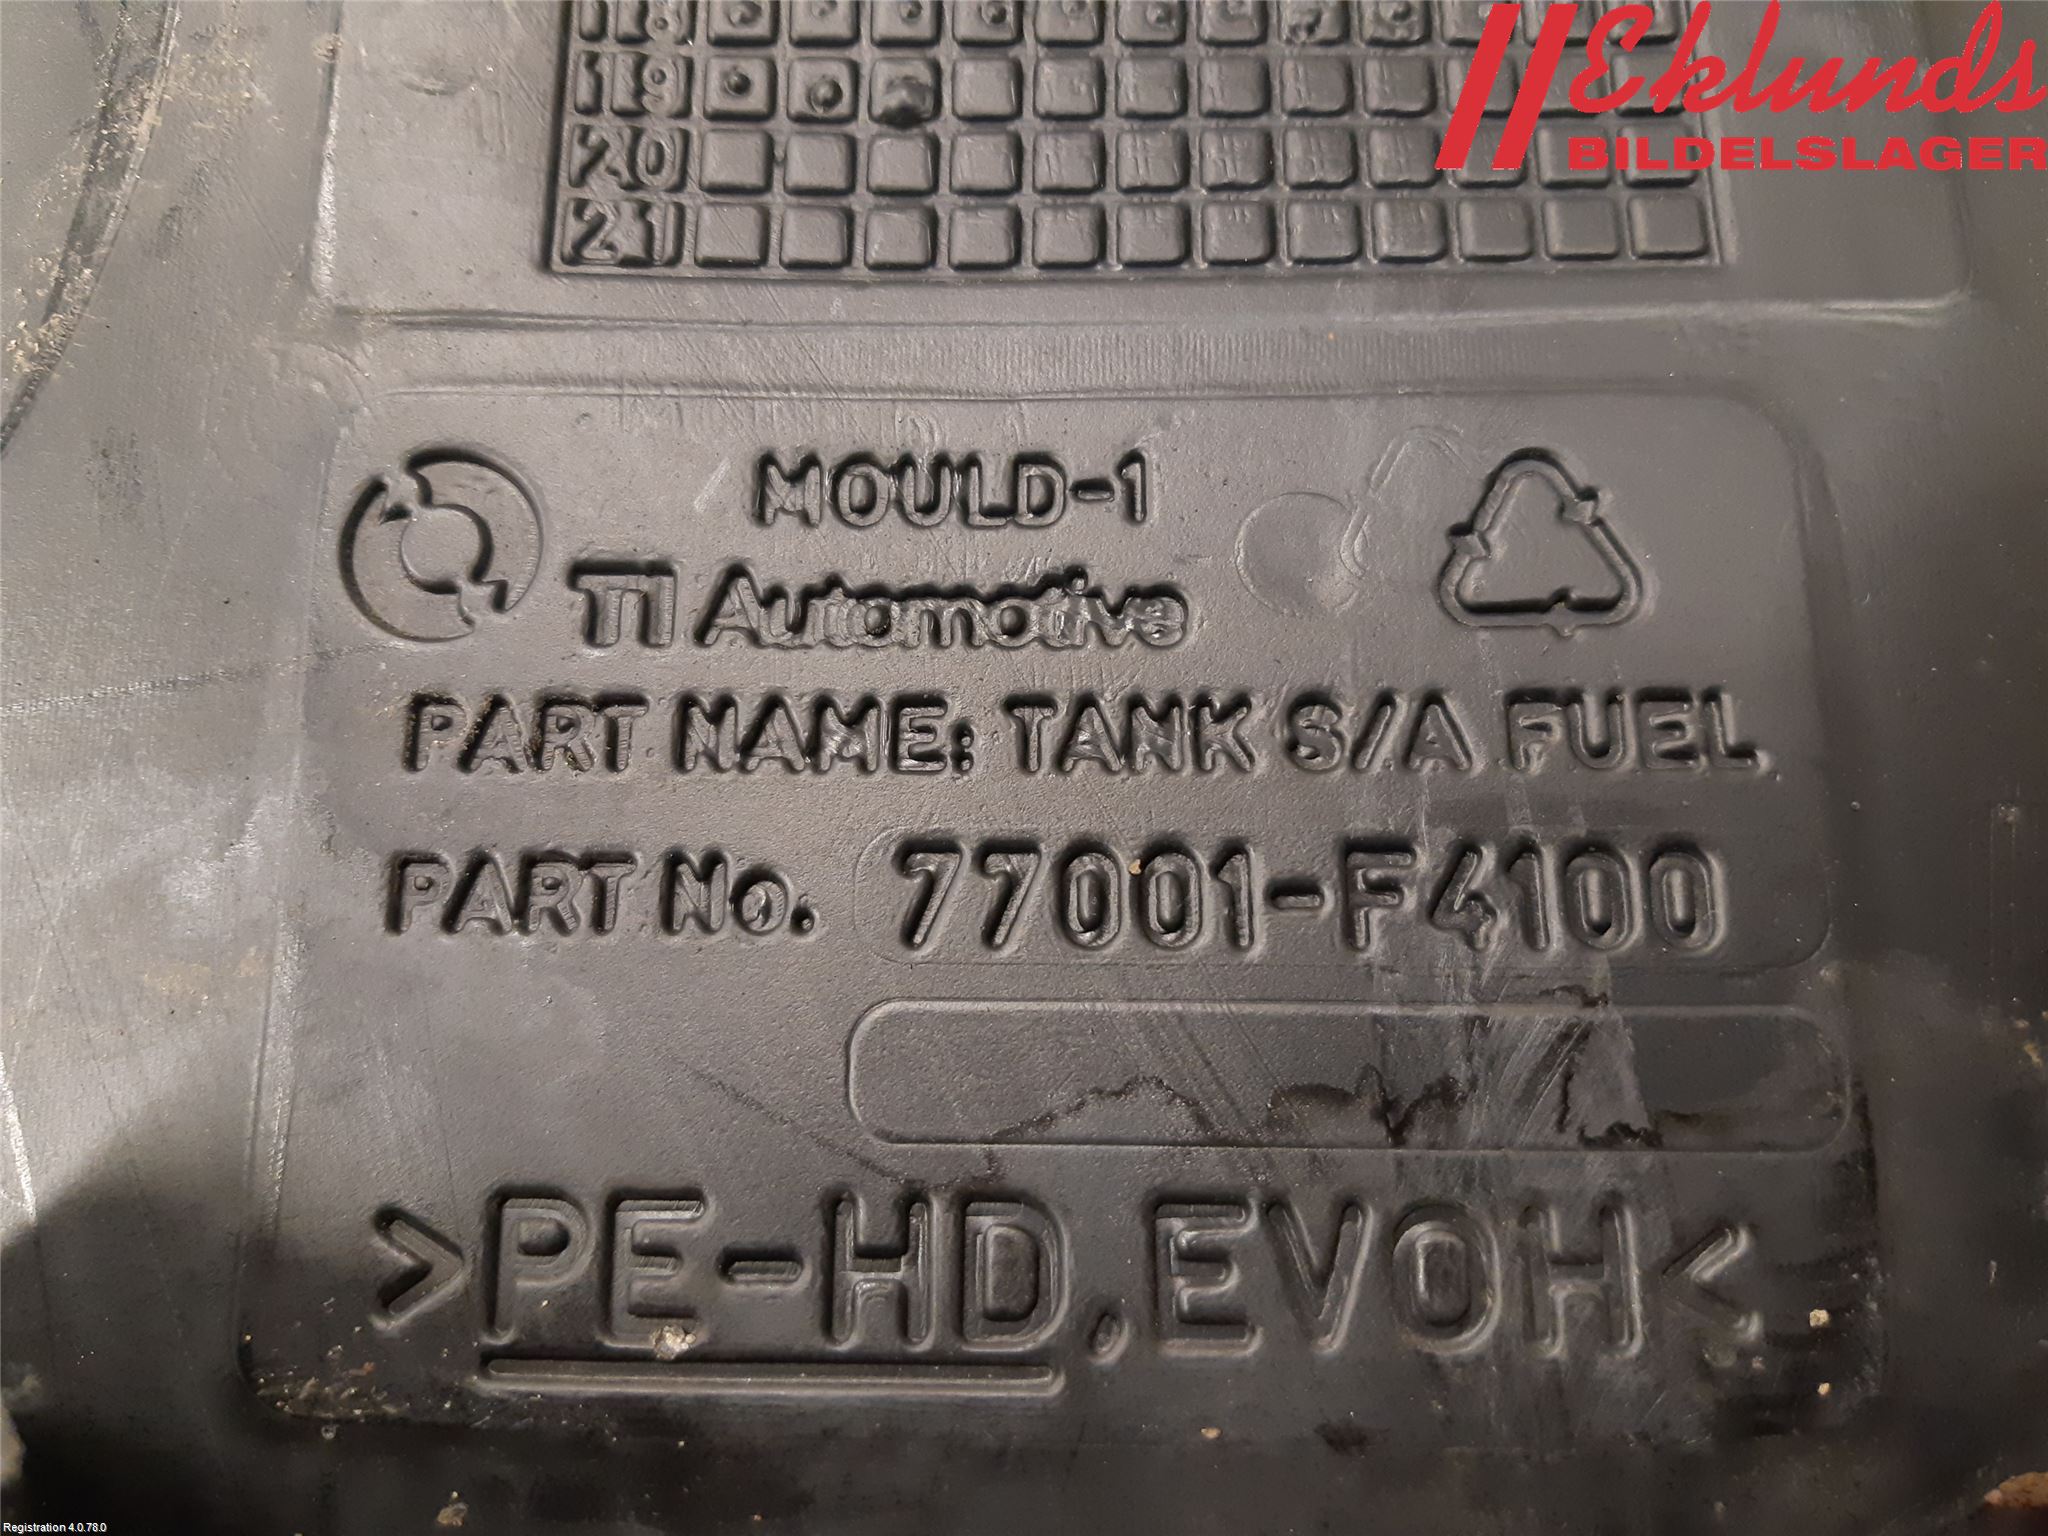 Eklunds
BILDELSLAGER
18
19
20
21
MOULD-1
TI Automotive
PART NAME: TANK S/A FUEL
PART No. 77001-F4100
>PE-HD,EVOH<
Registration 4.0.78.0